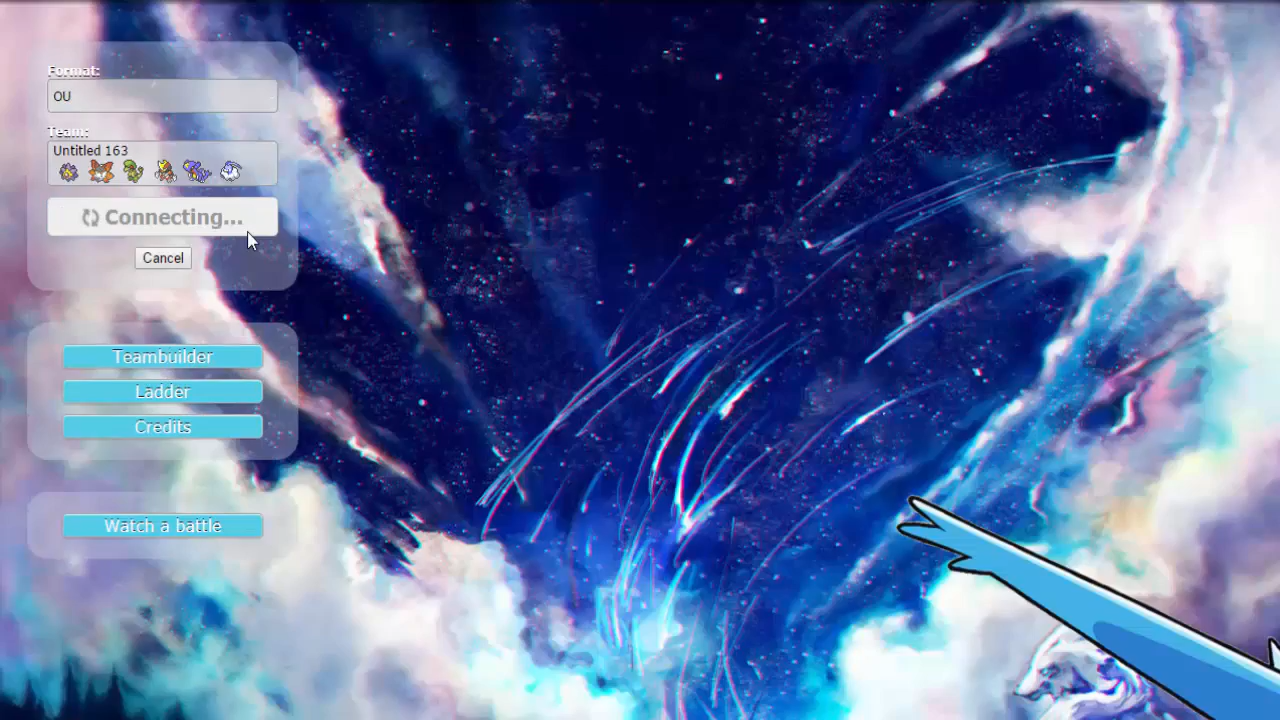 Format:
OU
Team:
Untitled 163
Connecting...
Cancel
Teambuilder
Ladder
Credits
Watch a battle